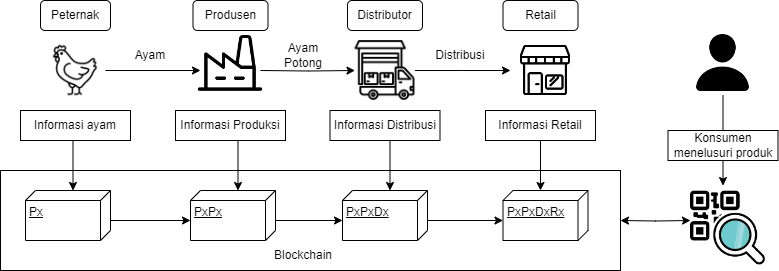 Peternak
Produsen
Distributor
Retail
Ayam
Ayam
Potong
Distribusi
Informasi ayam
Informasi Produksi
Informasi Distribusi
Informasi Retail
Konsumen
menelusuri produk
Px
PxPx
PxPxDx
PxPxDxRx
Blockchain